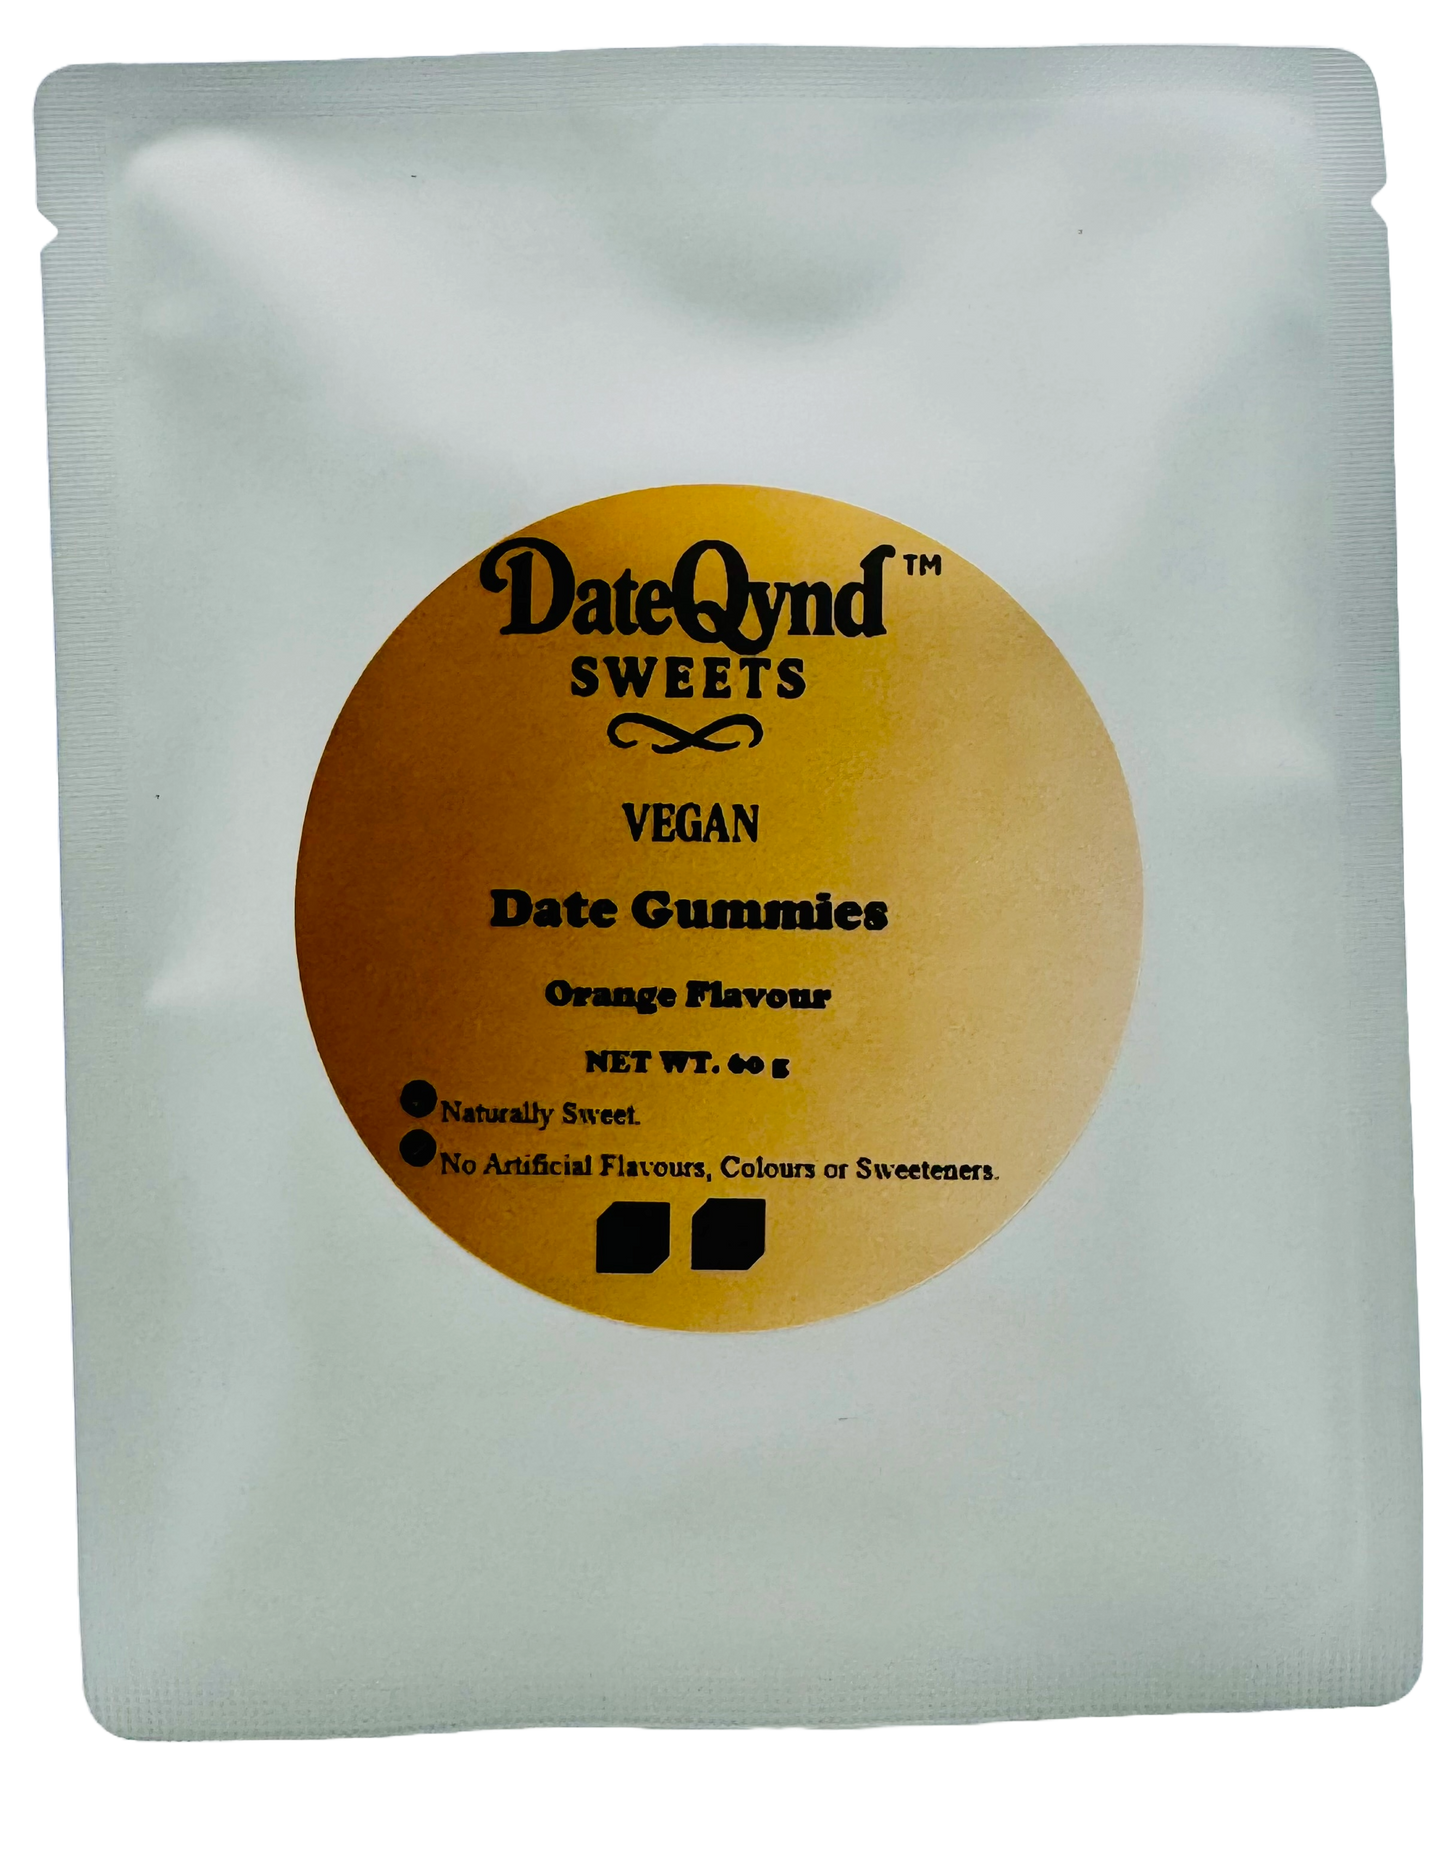 DateQynd™
SWEETS
VEGAN
Date Gummies
Orange Flavour
NET WT. 60 g
Naturally Sweet.
No Artificial Flavours, Colours or Sweeteners.